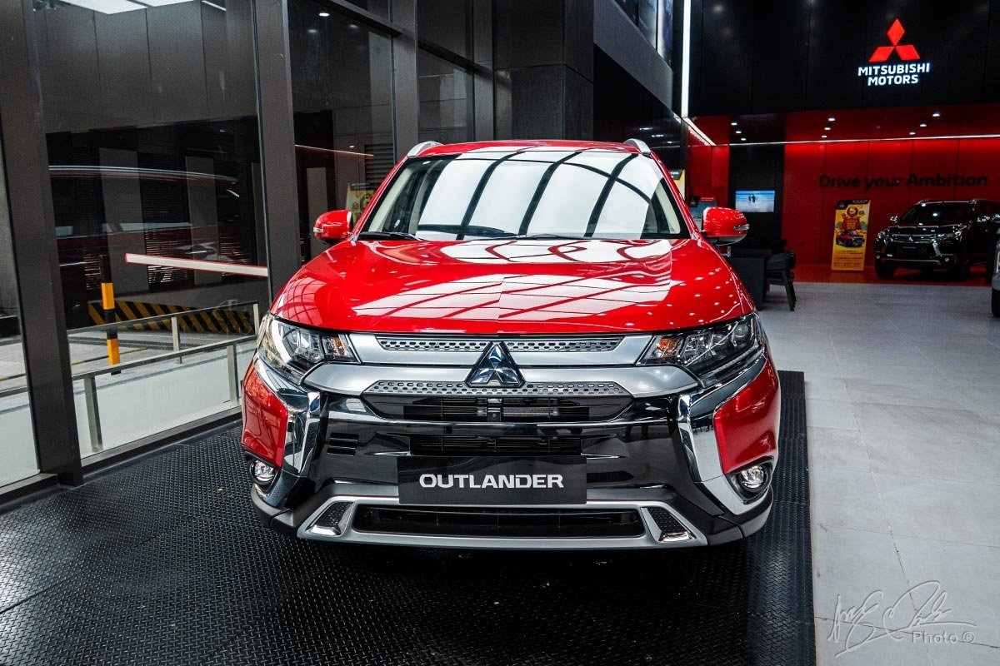 MITSUBISHI
MOTORS
Drive your Ambition
OUTLANDER
Photo ®